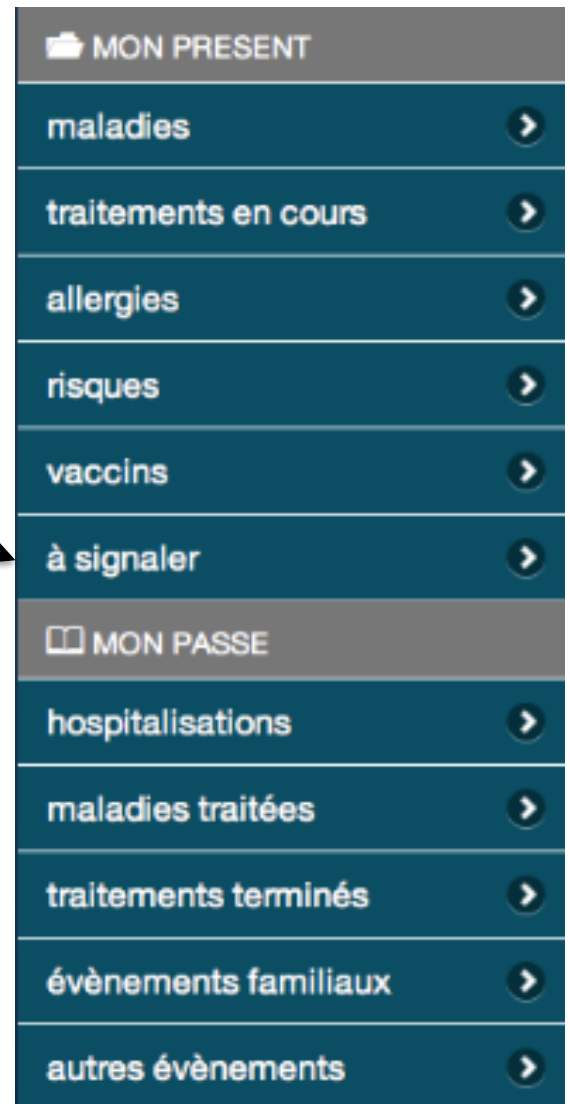 MON PRESENT
maladies
traitements en cours
allergies
risques
vaccins
à signaler
MON PASSE
hospitalisations
maladies traitées
traitements terminés
évènements familiaux
autres évènements